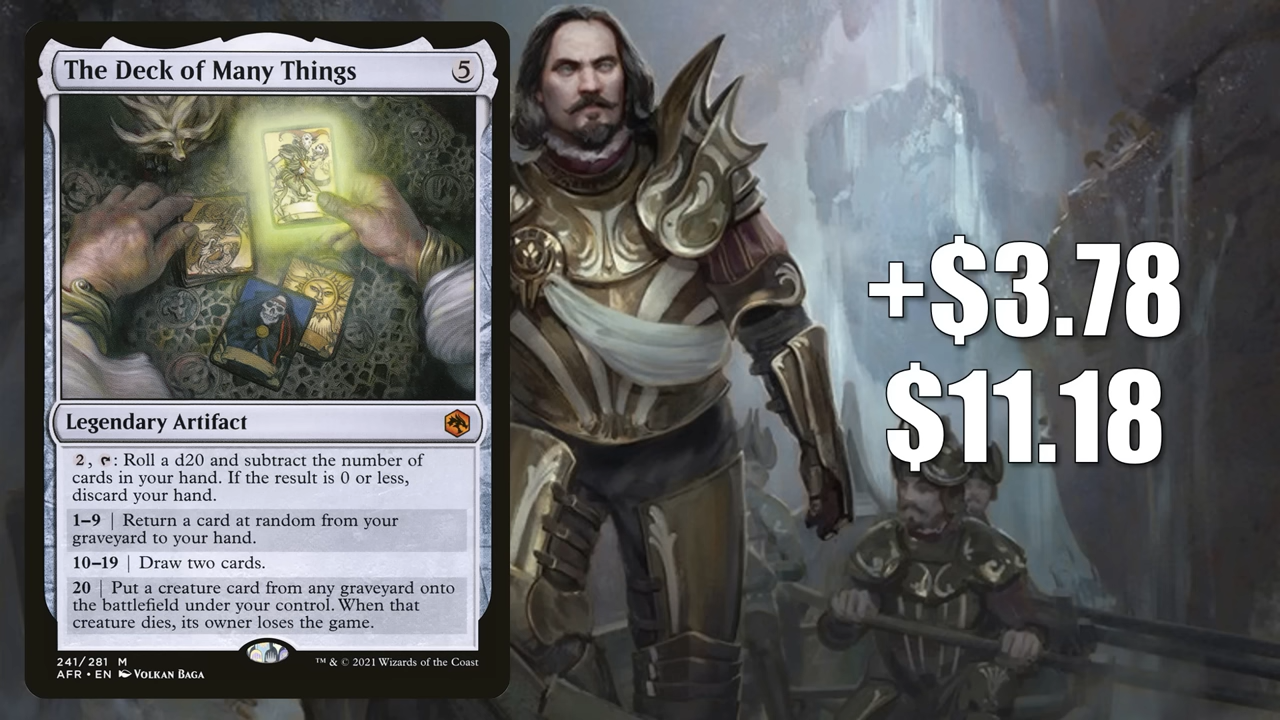 The Deck of Many Things 5
Legendary Artifact
2, : Roll a d20 and subtract the number of
cards in your hand. If the result is 0 or less,
discard your hand.
1–9 | Return a card at random from your
graveyard to your hand.
10–19 | Draw two cards.
20 | Put a creature card from any graveyard onto
the battlefield under your control. When that
creature dies, its owner loses the game.
241/281 M
AFR • EN VOLKAN BAGA
™ & © 2021 Wizards of the Coast
+$3.78
$11.18